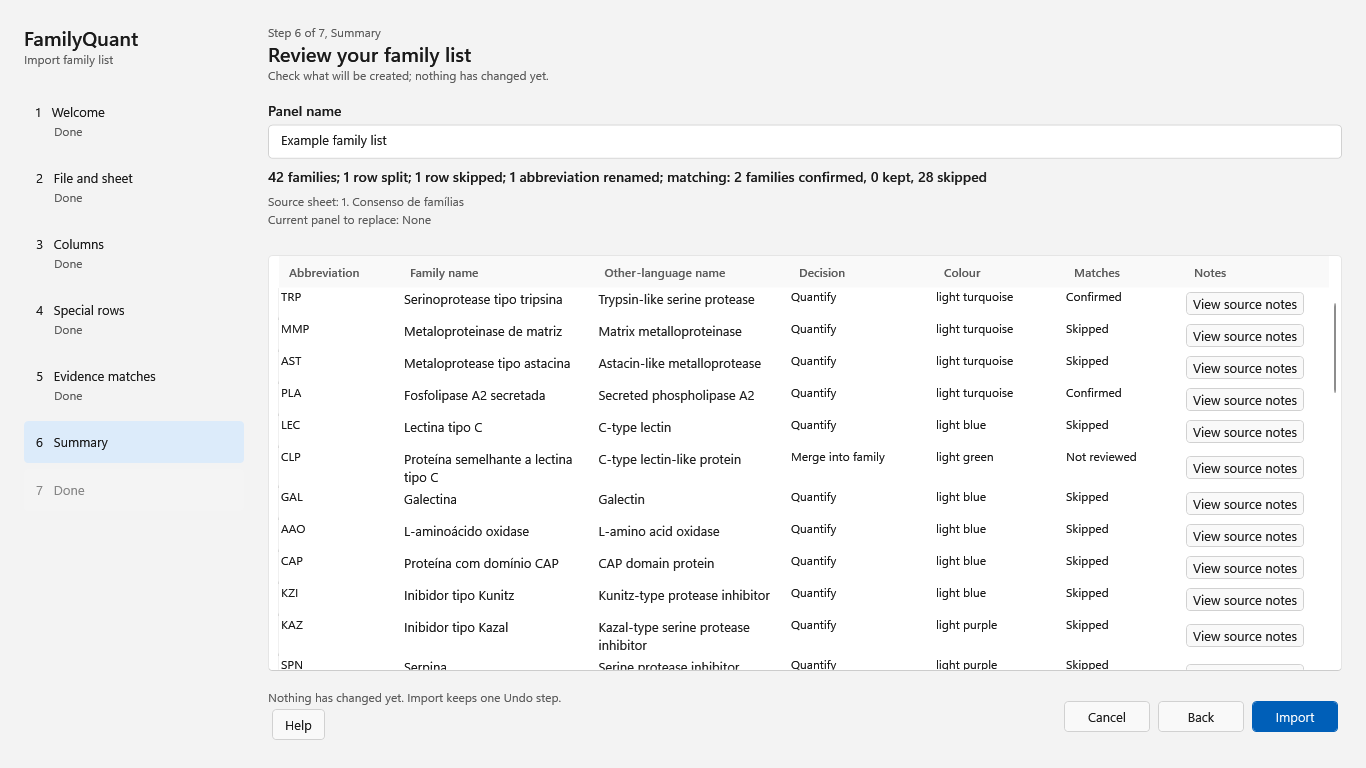 FamilyQuant
Import family list
1 Welcome
Done
2 File and sheet
Done
3 Columns
Done
4 Special rows
Done
5 Evidence matches
Done
6 Summary
7 Done
Step 6 of 7, Summary
Review your family list
Check what will be created; nothing has changed yet.
Panel name
Example family list
42 families; 1 row split; 1 row skipped; 1 abbreviation renamed; matching: 2 families confirmed, 0 kept, 28 skipped
Source sheet: 1. Consenso de famílias
Current panel to replace: None
Abbreviation Family name Other-language name Decision Colour Matches Notes
TRP Serinoprotease tipo tripsina Trypsin-like serine protease Quantify light turquoise Confirmed View source notes
MMP Metaloproteinase de matriz Matrix metalloproteinase Quantify light turquoise Skipped View source notes
AST Metaloprotease tipo astacina Astacin-like metalloprotease Quantify light turquoise Skipped View source notes
PLA Fosfolipase A2 secretada Secreted phospholipase A2 Quantify light turquoise Confirmed View source notes
LEC Lectina tipo C C-type lectin Quantify light blue Skipped View source notes
CLP Proteína semelhante a lectina C-type lectin-like protein Merge into family light green Not reviewed View source notes
tipo C
GAL Galectina Galectin Quantify light blue Skipped View source notes
AAO L-aminoácido oxidase L-amino acid oxidase Quantify light blue Skipped View source notes
CAP Proteína com domínio CAP CAP domain protein Quantify light blue Skipped View source notes
KZI Inibidor tipo Kunitz Kunitz-type protease inhibitor Quantify light blue Skipped View source notes
KAZ Inibidor tipo Kazal Kazal-type serine protease Quantify light purple Skipped View source notes
inhibitor
SPN Serpina Serine protease inhibitor Quantify light purple Skipped
Nothing has changed yet. Import keeps one Undo step.
Help
Cancel Back Import